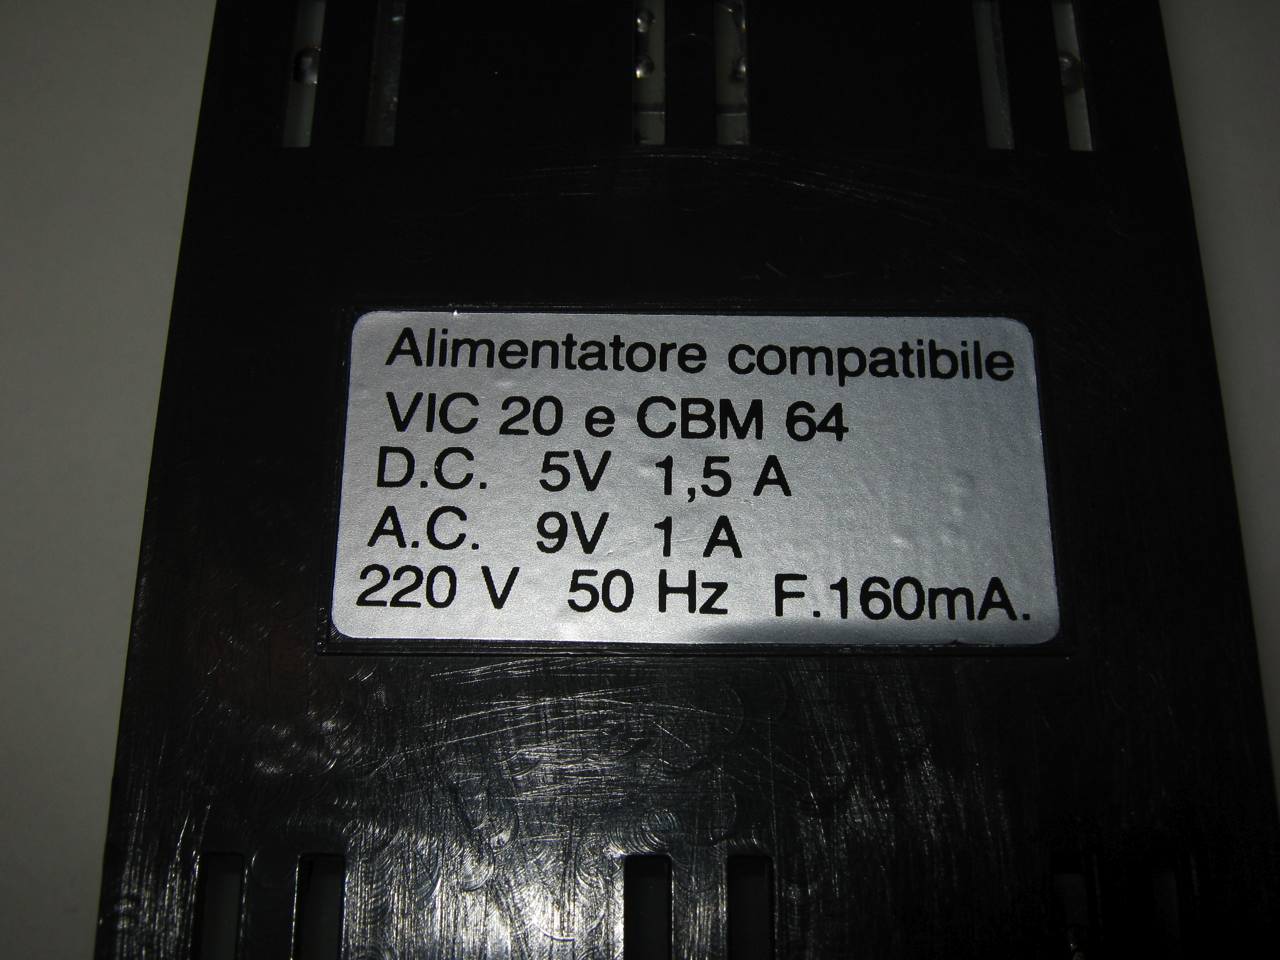 Alimentatore compatibile
VIC 20 e CBM 64
D.C. 5V 1,5 A
A.C. 9V 1 A
220 V 50 Hz F.160mA.